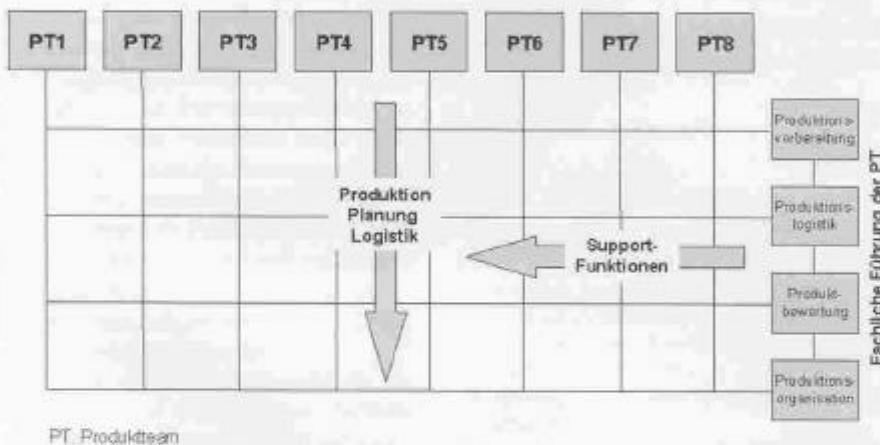 PT1 PT2 PT3 PT4 PT5 PT6 PT7 PT8
Produktions-
vorbereitung
Produktion
Planung
Logistik
Produktions-
logistik
Support-
Funktionen
Produkt-
bewertung
Produktions-
organisation
Fachliche Führung der PT
PT: Produktteam